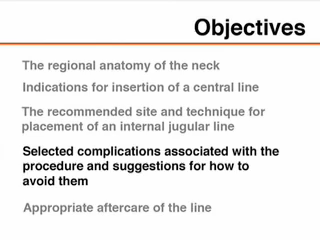 Objectives
The regional anatomy of the neck
Indications for insertion of a central line
The recommended site and technique for
placement of an internal jugular line
Selected complications associated with the
procedure and suggestions for how to
avoid them
Appropriate aftercare of the line